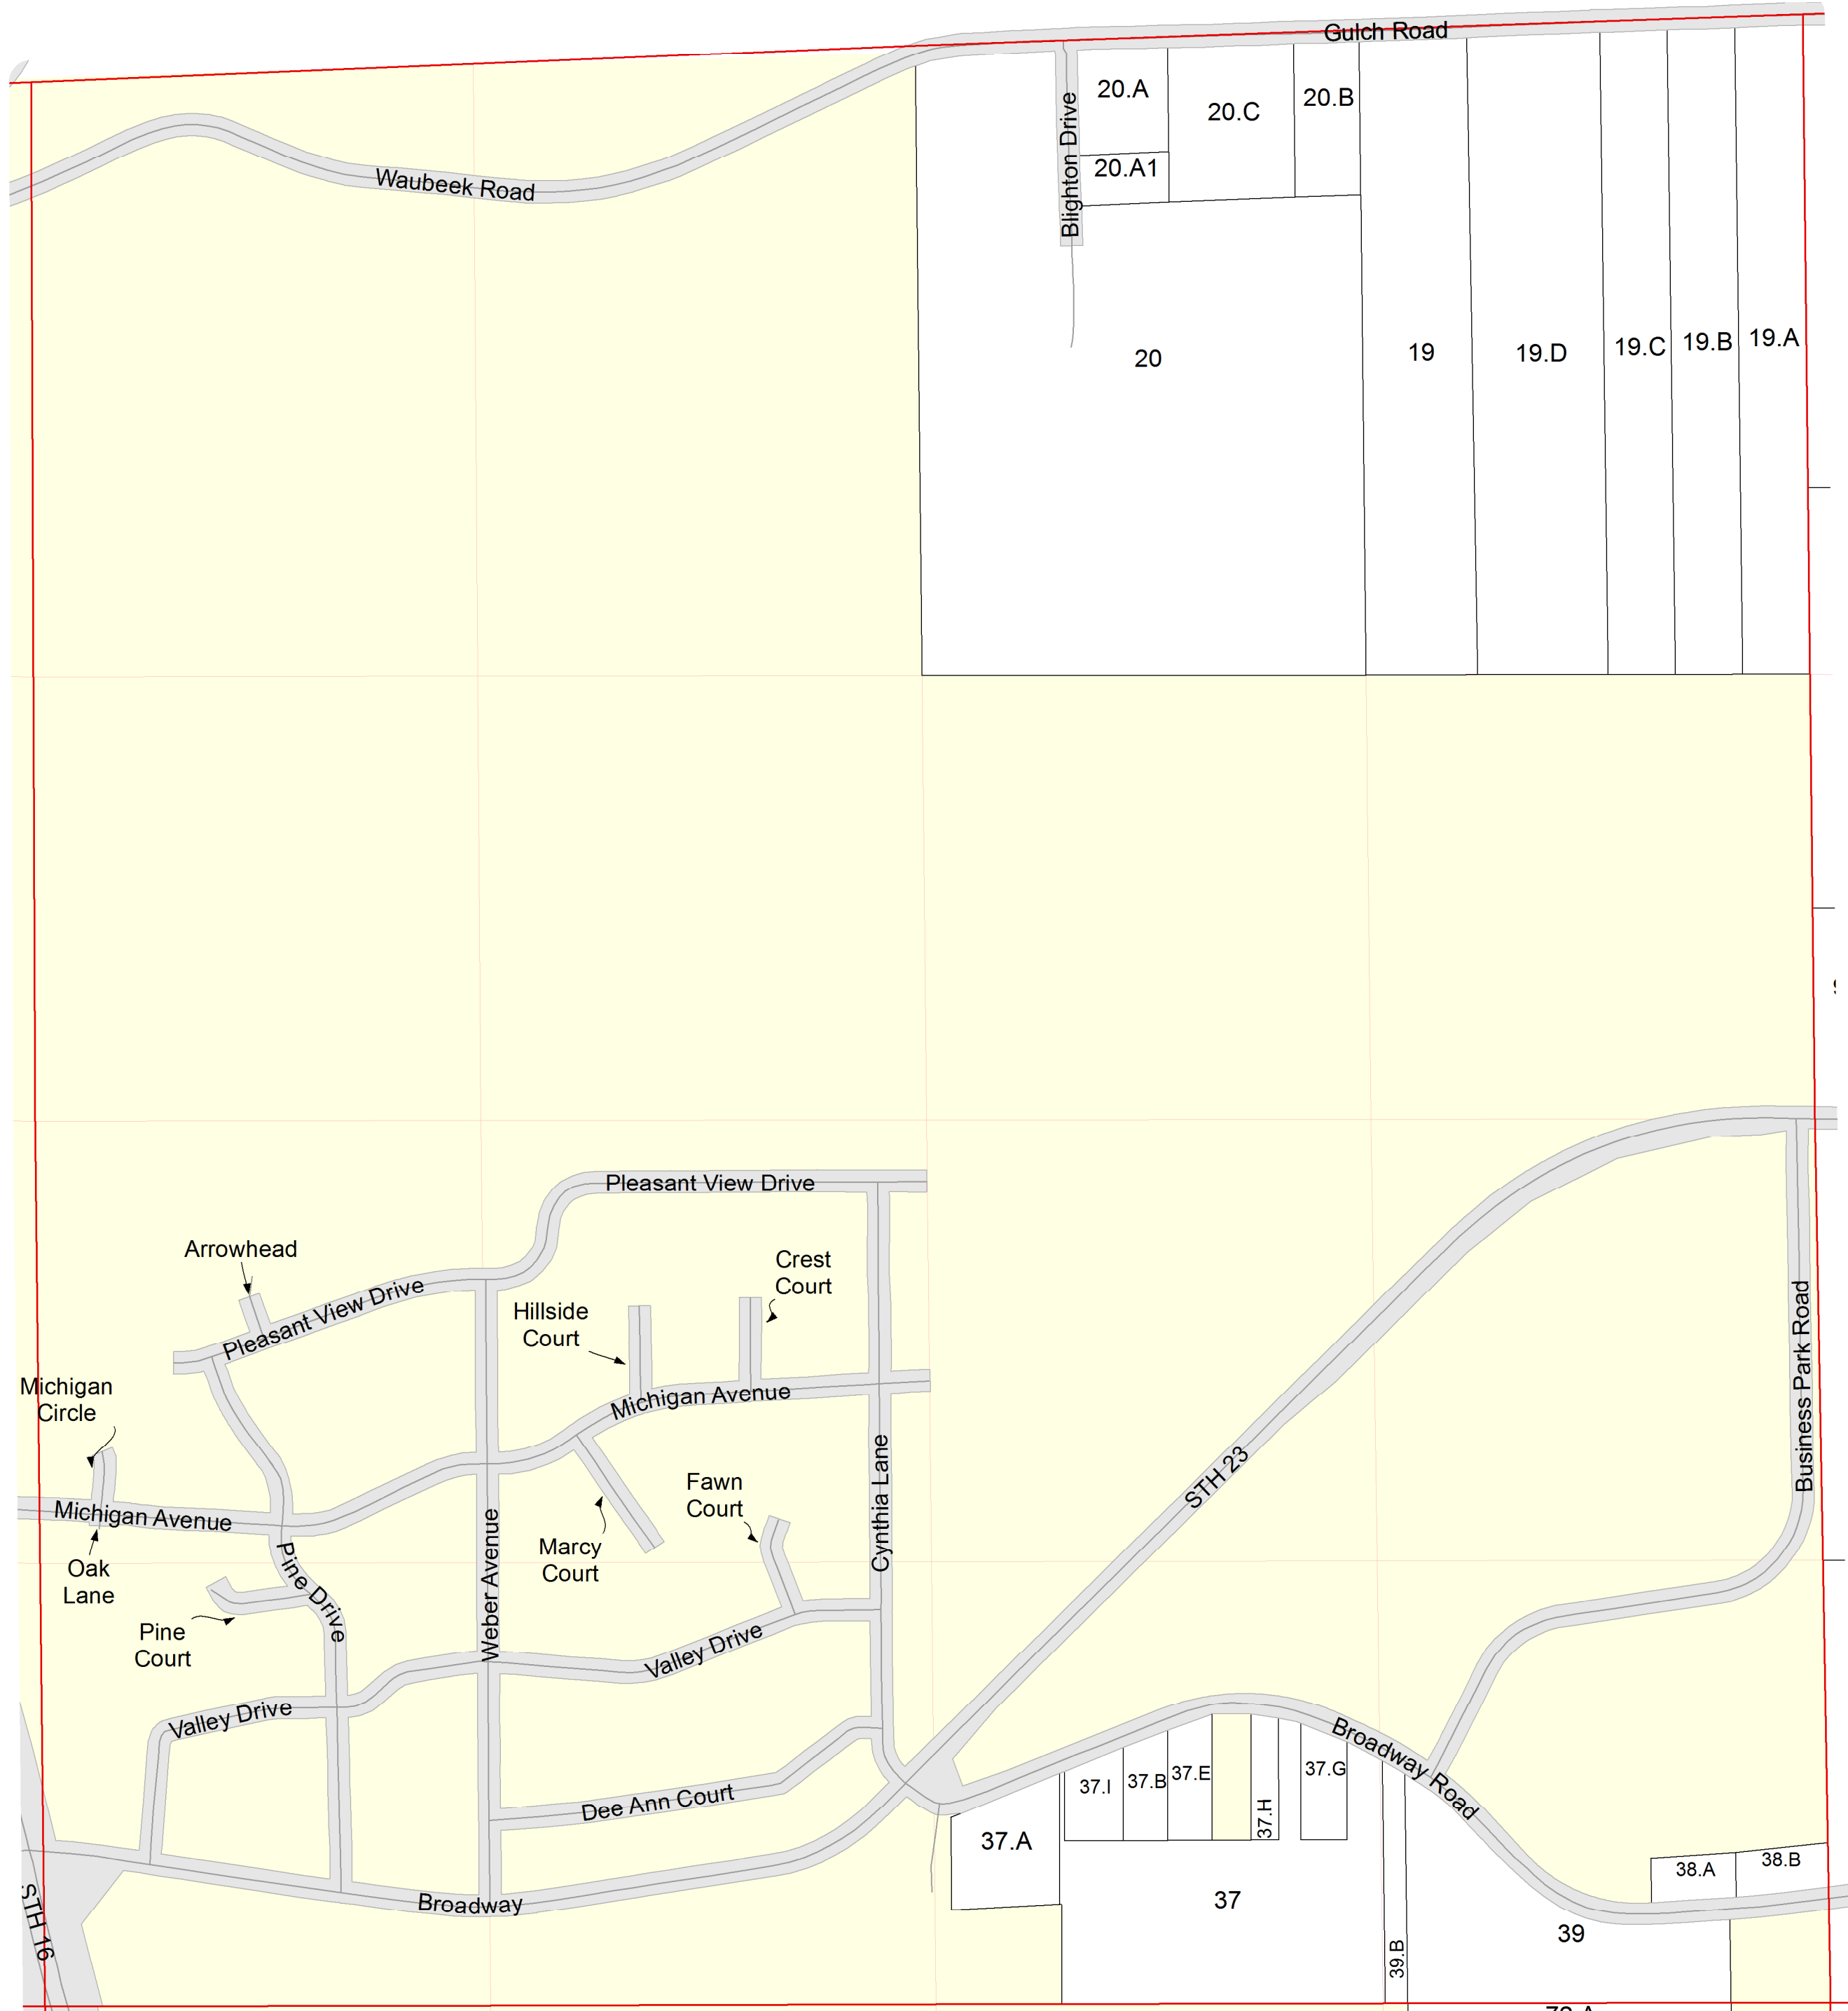 Gulch Road
20.A
20.C
20.B
Blighton Drive
20.A1
Waubeek Road
20
19
19.D
19.C
19.B
19.A
Pleasant View Drive
Arrowhead
Crest
Court
Pleasant View Drive
Hillside
Court
Business Park Road
Michigan
Circle
Michigan Avenue
Cynthia Lane
STH 23
Fawn
Court
Michigan Avenue
Weber Avenue
Marcy
Court
Oak
Lane
Pine Drive
Pine
Court
Valley Drive
Valley Drive
Broadway Road
37.I
37.B
37.E
37.H
37.G
Dee Ann Court
37.A
38.A
38.B
37
Broadway
STH 16
39.B
39